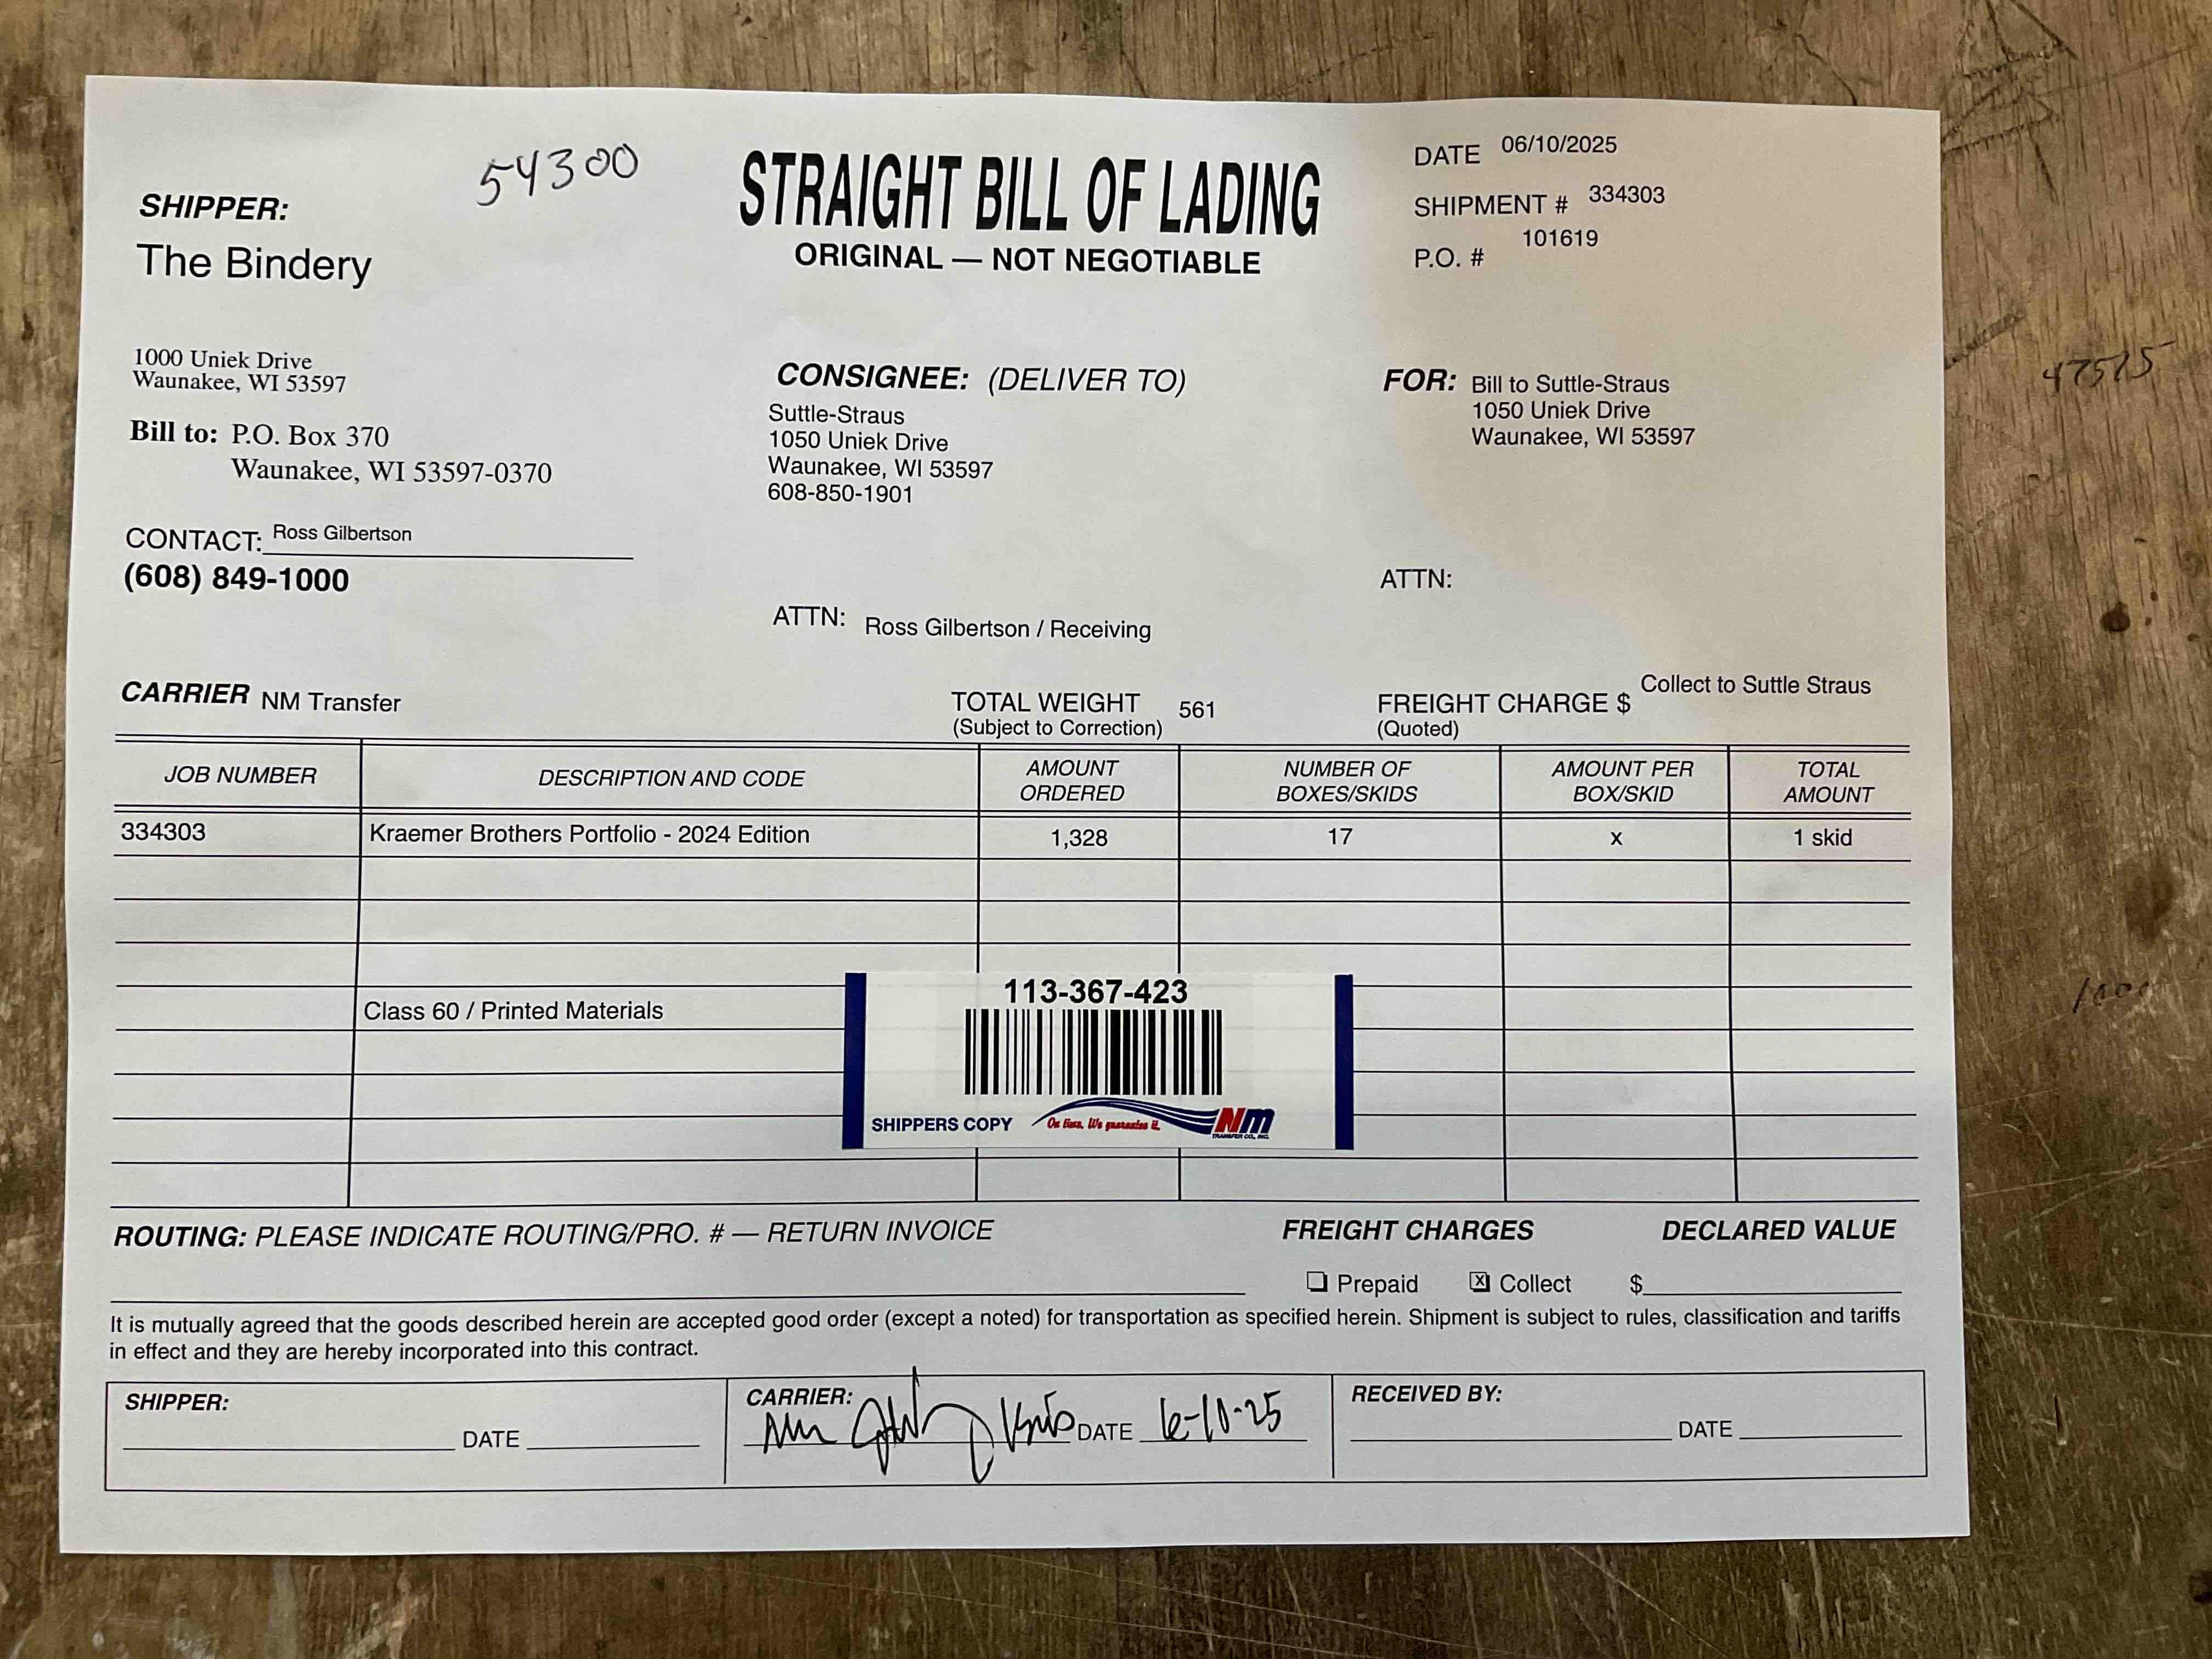 54300
STRAIGHT BILL OF LADING
ORIGINAL — NOT NEGOTIABLE
DATE 06/10/2025
SHIPMENT # 334303
P.O. # 101619
SHIPPER:
The Bindery
1000 Uniek Drive
Waunakee, WI 53597
Bill to: P.O. Box 370
Waunakee, WI 53597-0370
CONTACT: Ross Gilbertson
(608) 849-1000
CONSIGNEE: (DELIVER TO)
Suttle-Straus
1050 Uniek Drive
Waunakee, WI 53597
608-850-1901
ATTN: Ross Gilbertson / Receiving
FOR: Bill to Suttle-Straus
1050 Uniek Drive
Waunakee, WI 53597
ATTN:
47515
CARRIER NM Transfer
TOTAL WEIGHT 561
(Subject to Correction)
FREIGHT CHARGE $ Collect to Suttle Straus
(Quoted)
JOB NUMBER DESCRIPTION AND CODE AMOUNT ORDERED NUMBER OF BOXES/SKIDS AMOUNT PER BOX/SKID TOTAL AMOUNT
334303 Kraemer Brothers Portfolio - 2024 Edition 1,328 17 x 1 skid
Class 60 / Printed Materials
113-367-423
SHIPPERS COPY On time, We guarantee it. NM
TRANSFER CO., INC.
ROUTING: PLEASE INDICATE ROUTING/PRO. # — RETURN INVOICE
FREIGHT CHARGES DECLARED VALUE
Prepaid x Collect $
It is mutually agreed that the goods described herein are accepted good order (except a noted) for transportation as specified herein. Shipment is subject to rules, classification and tariffs
in effect and they are hereby incorporated into this contract.
SHIPPER:
DATE
CARRIER:
DATE 6-10-25
RECEIVED BY:
DATE